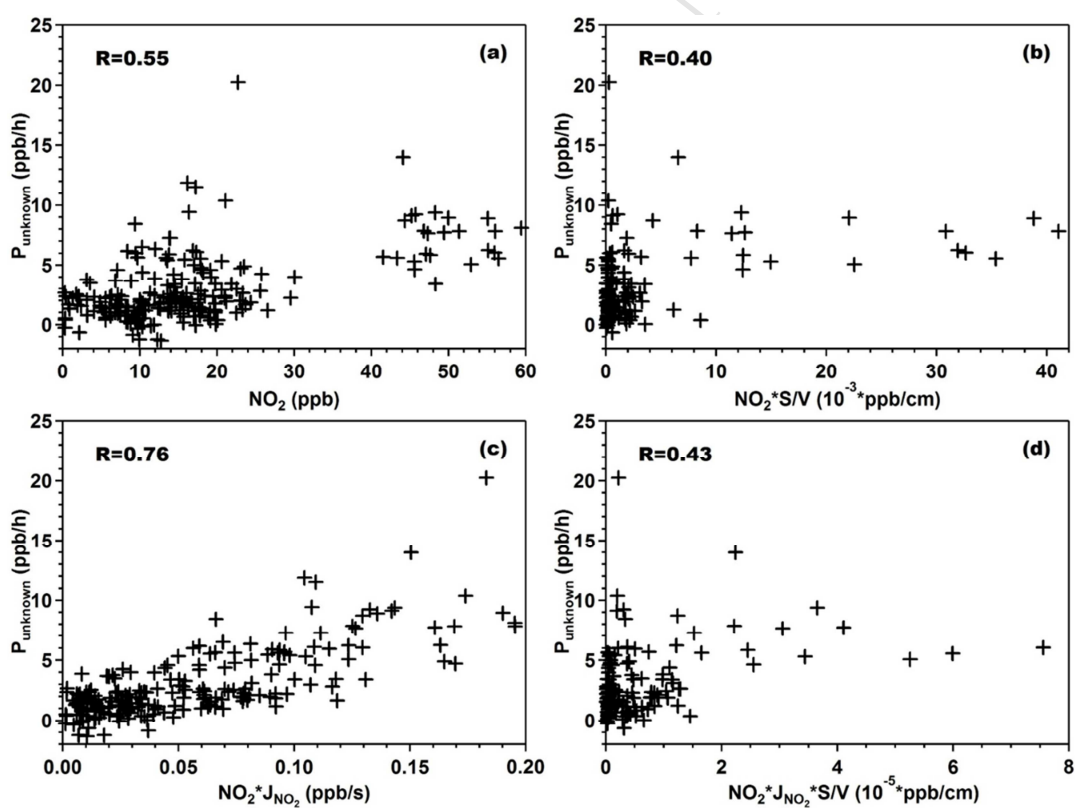 R=0.55
(a)
25
20
15
10
5
0
P_unknown (ppb/h)
0 10 20 30 40 50 60
NO₂ (ppb)
R=0.40
(b)
25
20
15
10
5
0
P_unknown (ppb/h)
0 10 20 30 40
NO₂*S/V (10⁻³*ppb/cm)
R=0.76
(c)
25
20
15
10
5
0
P_unknown (ppb/h)
0.00 0.05 0.10 0.15 0.20
NO₂*J_NO₂ (ppb/s)
R=0.43
(d)
25
20
15
10
5
0
P_unknown (ppb/h)
0 2 4 6 8
NO₂*J_NO₂*S/V (10⁻⁵*ppb/cm)